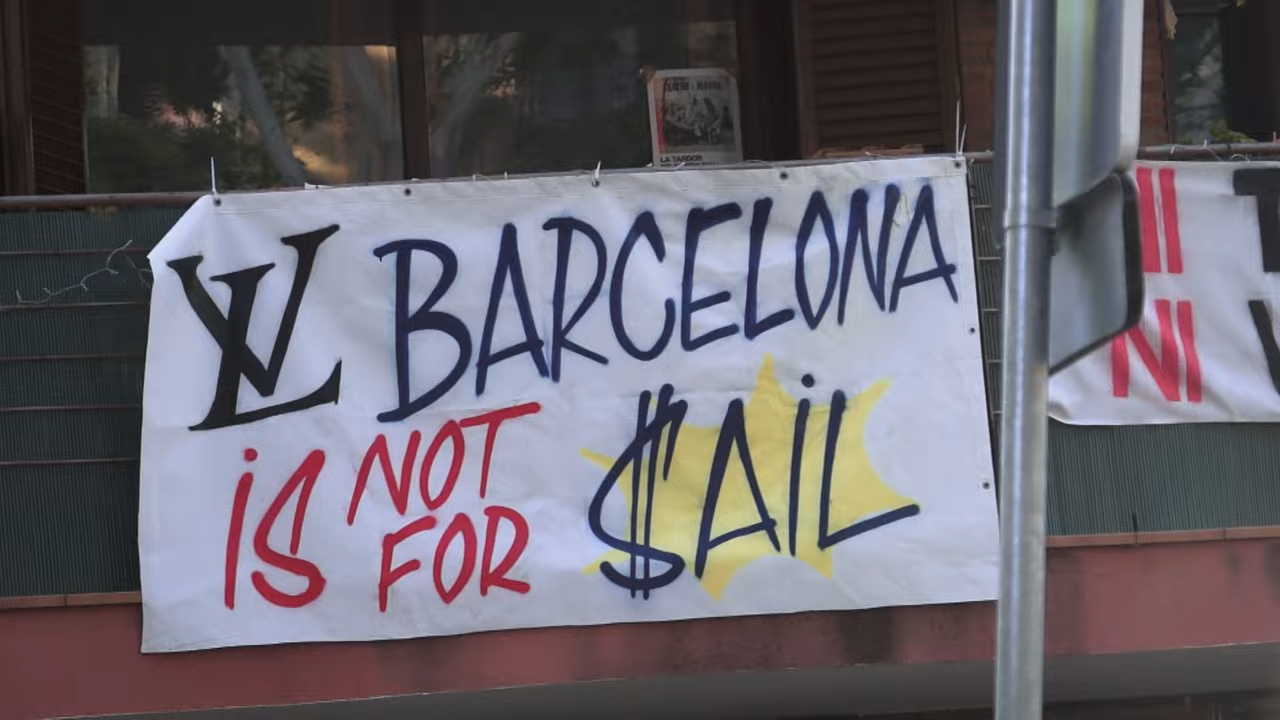 LV BARCELONA
iS NOT
FOR $AiL
LA TARDOR
NI